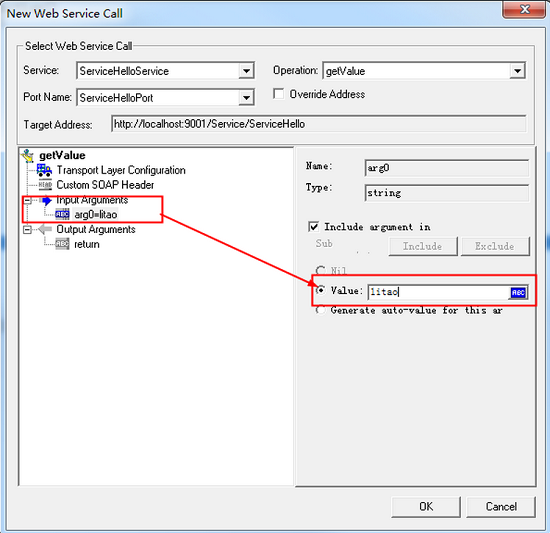 New Web Service Call
Select Web Service Call
Service: ServiceHelloService Operation: getValue
Port Name: ServiceHelloPort Override Address
Target Address: http://localhost:9001/Service/ServiceHello
getValue
Transport Layer Configuration
HEAD Custom SOAP Header
Input Arguments
ABC arg0=litao
Output Arguments
ABC return
Name: arg0
Type: string
Include argument in
Sub Include Exclude
Nil
Value: litao ABC
Generate auto-value for this ar
OK Cancel